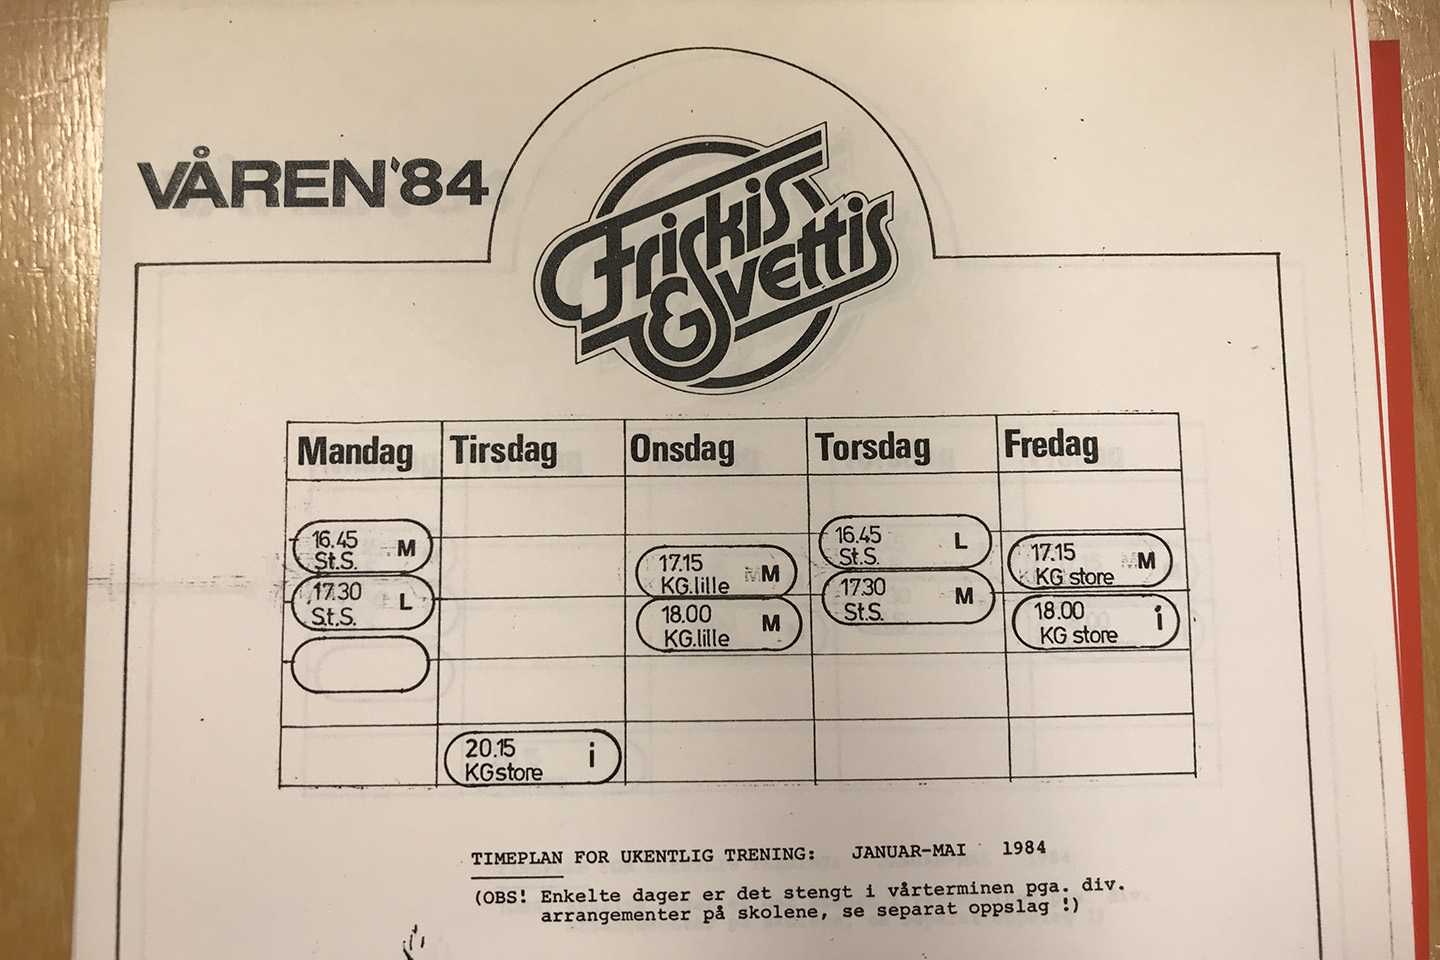 VÅREN'84
Friskis
& Svettis
Mandag Tirsdag Onsdag Torsdag Fredag
16.45 M
St.S.
17.30 L
S.t.S.
20.15 i
KG store
17.15 M
KG.lille
18.00 M
KG.lille
16.45 L
St.S.
17.30 M
St.S.
17.15 M
KG store
18.00 i
KG store
TIMEPLAN FOR UKENTLIG TRENING: JANUAR-MAI 1984
(OBS! Enkelte dager er det stengt i vårterminen pga. div.
arrangementer på skolene, se separat oppslag !)